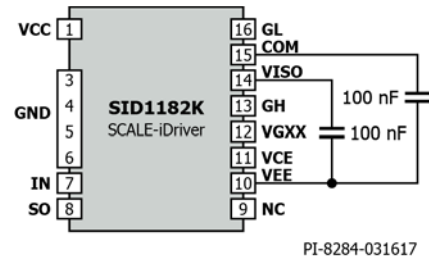 VCC 1
16 GL
15 COM
3
14 VISO
GND 4
SID1182K
13 GH
100 nF
5
SCALE-iDriver
12 VGXX
100 nF
6
11 VCE
IN 7
10 VEE
SO 8
9 NC
PI-8284-031617